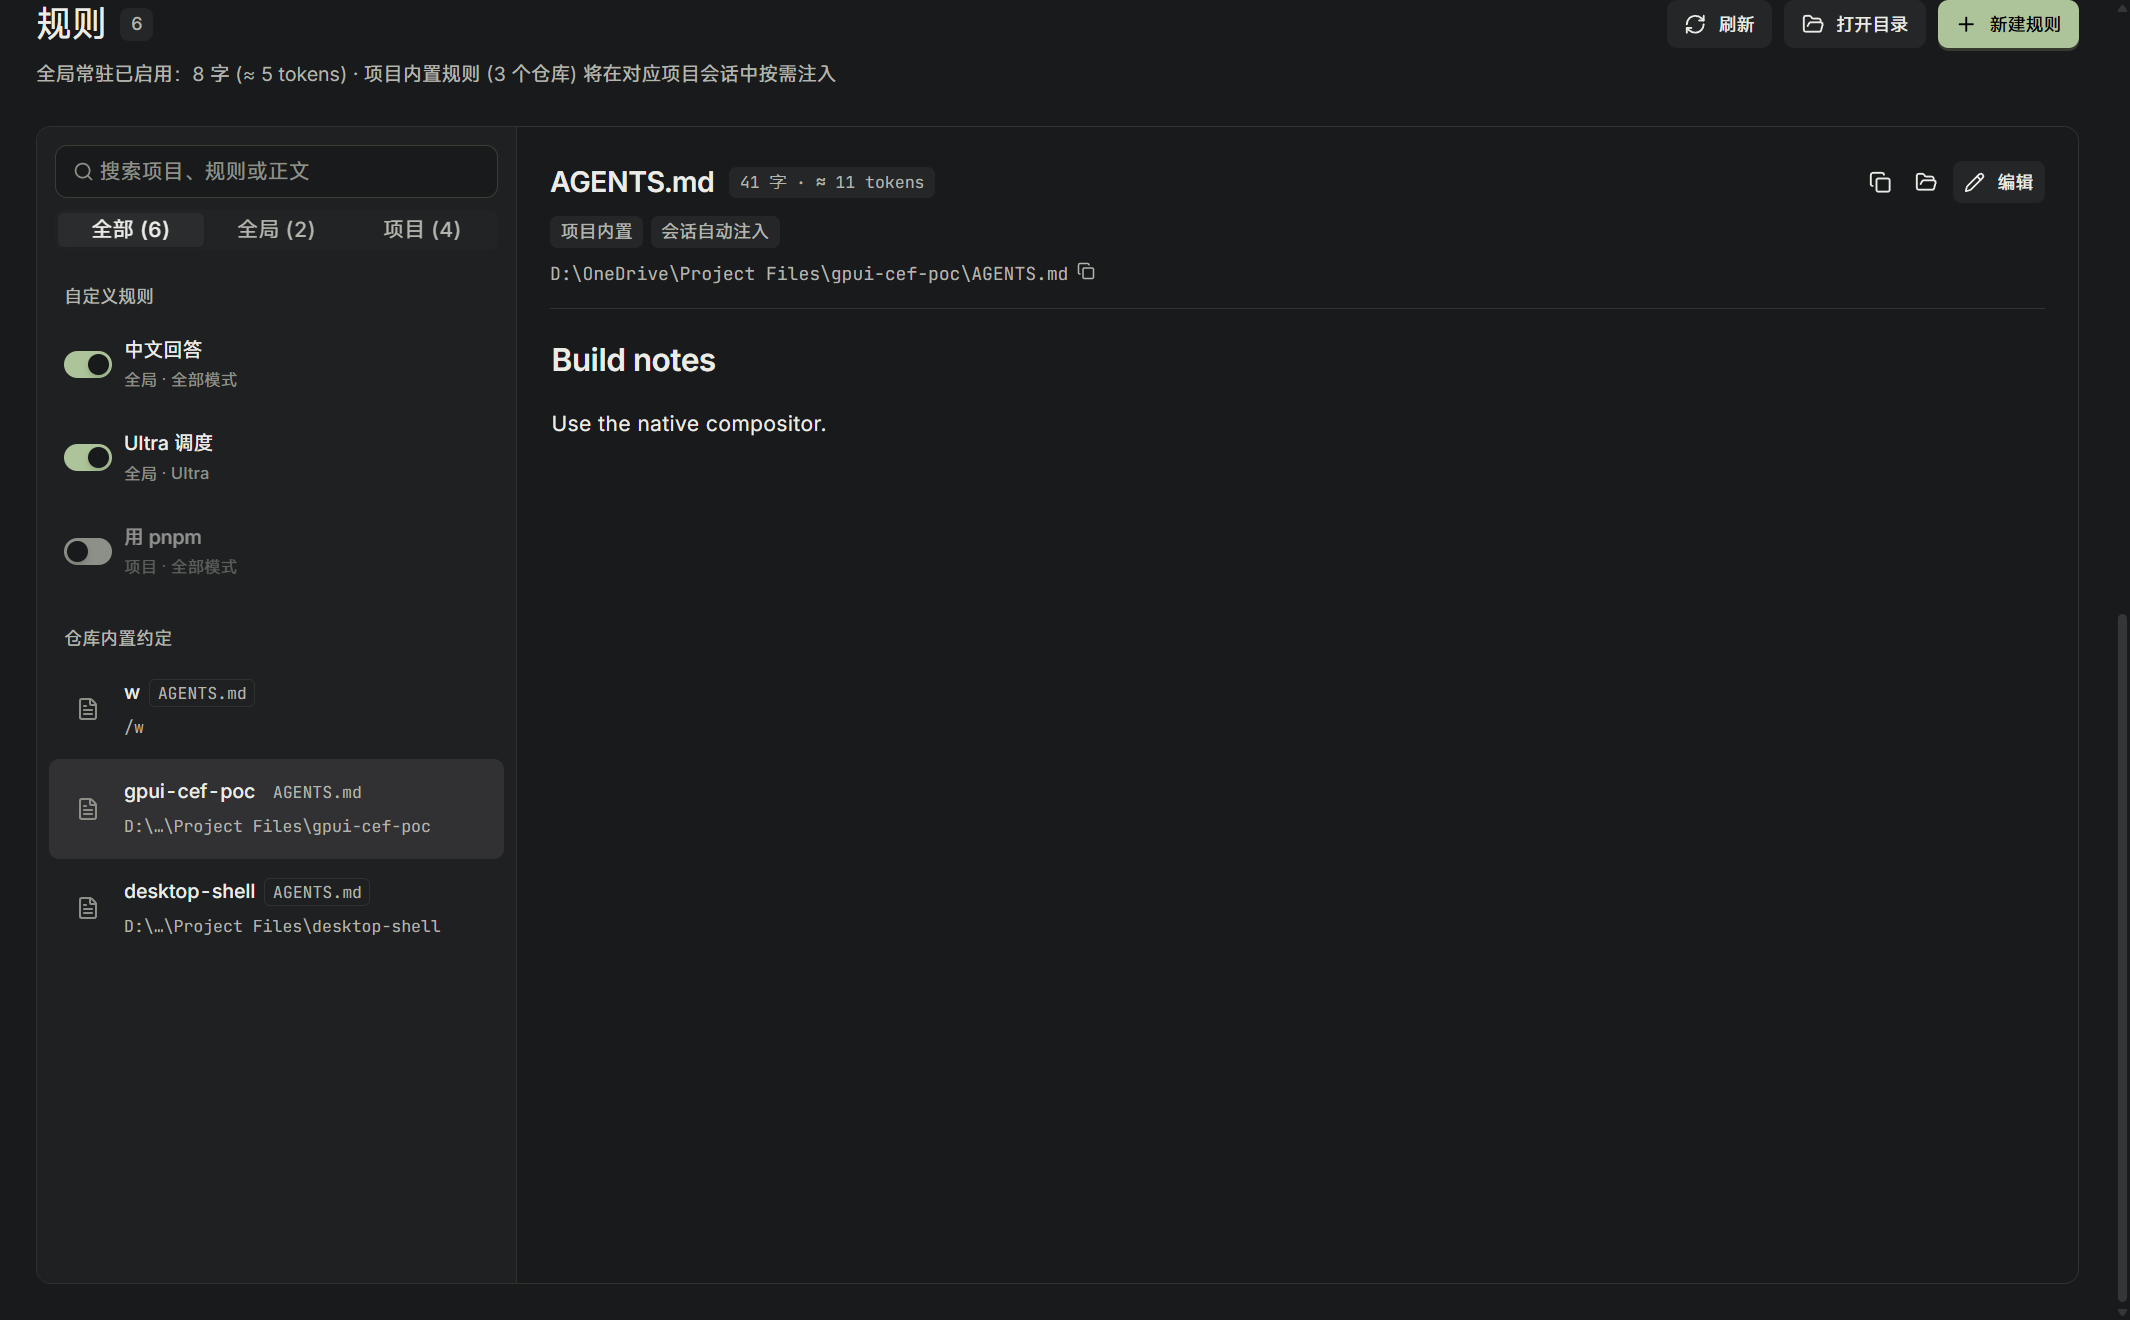 规则 6
刷新 打开目录 新建规则
全局常驻已启用：8 字 (≈ 5 tokens) · 项目内置规则 (3 个仓库) 将在对应项目会话中按需注入
搜索项目、规则或正文
全部 (6) 全局 (2) 项目 (4)
自定义规则
中文回答
全局 · 全部模式
Ultra 调度
全局 · Ultra
用 pnpm
项目 · 全部模式
仓库内置约定
w AGENTS.md
/w
gpui-cef-poc AGENTS.md
D:\…\Project Files\gpui-cef-poc
desktop-shell AGENTS.md
D:\…\Project Files\desktop-shell
AGENTS.md 41 字 · ≈ 11 tokens
编辑
项目内置 会话自动注入
D:\OneDrive\Project Files\gpui-cef-poc\AGENTS.md
Build notes
Use the native compositor.